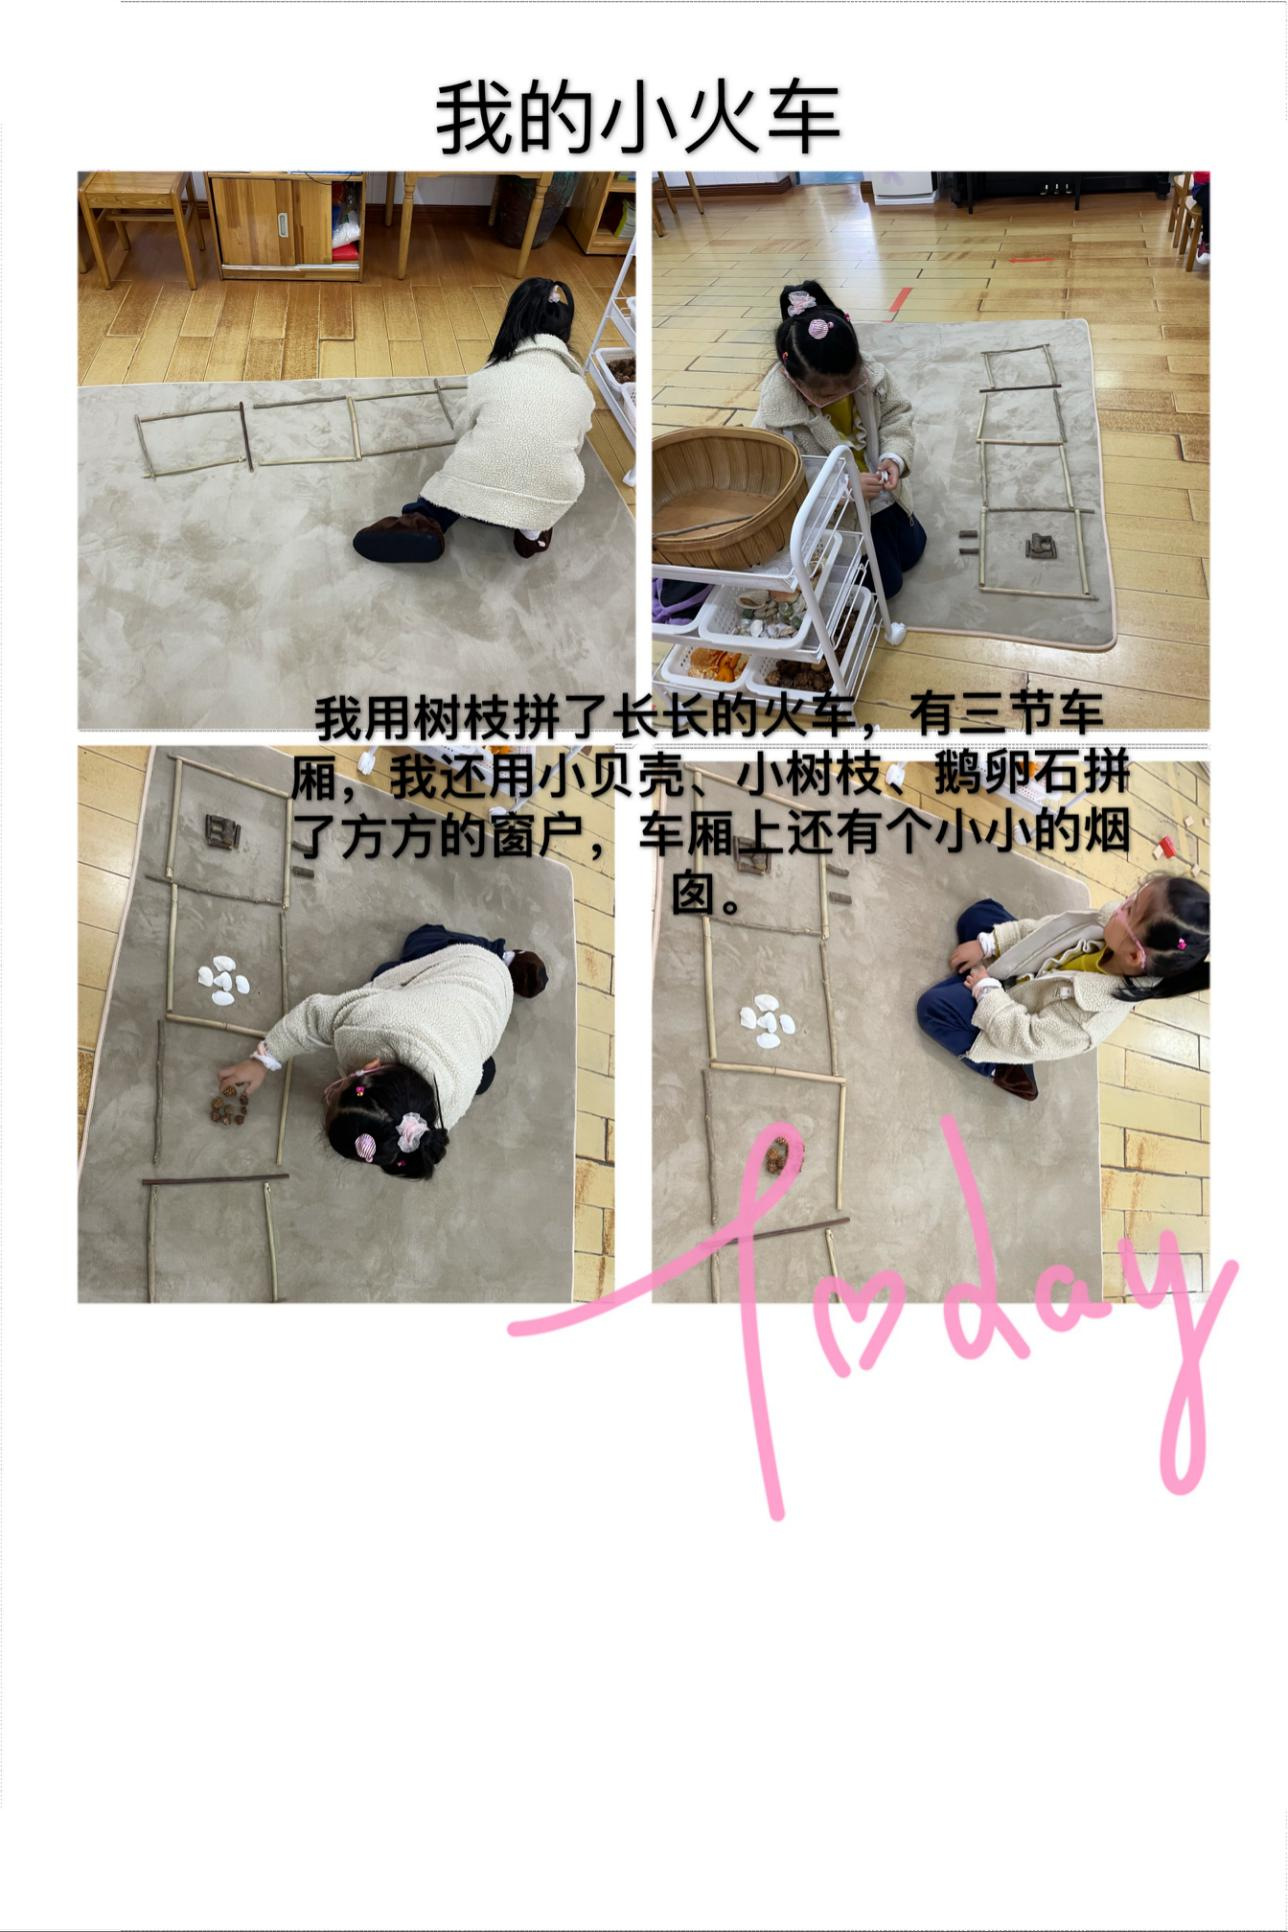 我的小火车
我用树枝拼了长长的火车，有三节车
厢，我还用小贝壳、小树枝、鹅卵石拼
了方方的窗户，车厢上还有个小小的烟
囱。
Today